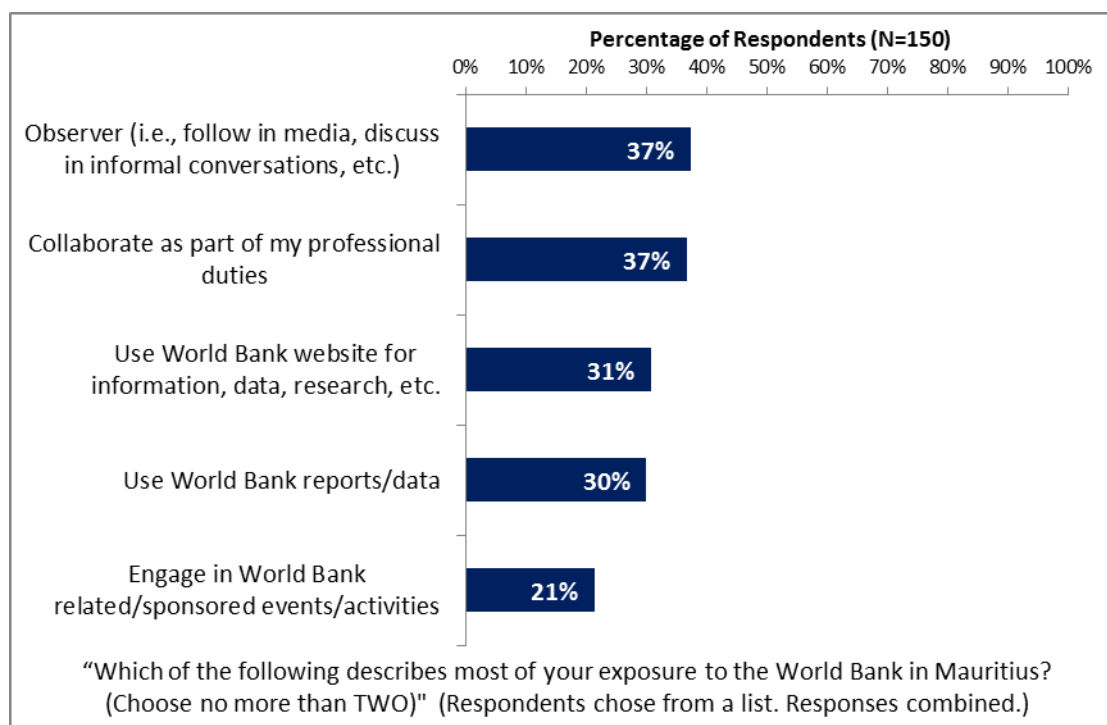 Percentage of Respondents (N=150)
0% 10% 20% 30% 40% 50% 60% 70% 80% 90% 100%
Observer (i.e., follow in media, discuss
in informal conversations, etc.)
37%
Collaborate as part of my professional
duties
37%
Use World Bank website for
information, data, research, etc.
31%
Use World Bank reports/data
30%
Engage in World Bank
related/sponsored events/activities
21%
“Which of the following describes most of your exposure to the World Bank in Mauritius?
(Choose no more than TWO)" (Respondents chose from a list. Responses combined.)